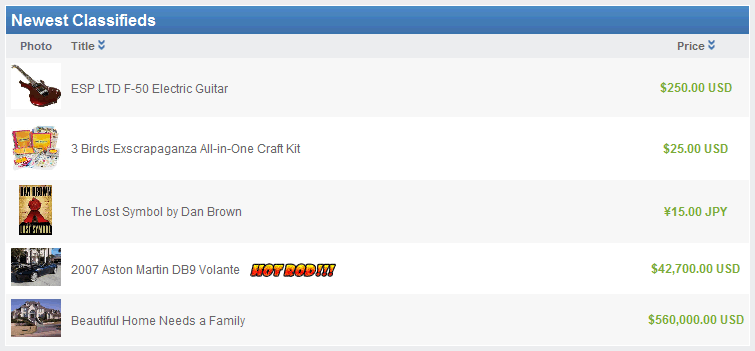 Newest Classifieds
Photo Title Price
ESP LTD F-50 Electric Guitar $250.00 USD
3 Birds Exscrapaganza All-in-One Craft Kit $25.00 USD
DAN BROWN
LOST SYMBOL
The Lost Symbol by Dan Brown ¥15.00 JPY
2007 Aston Martin DB9 Volante HOT ROD!!! $42,700.00 USD
Beautiful Home Needs a Family $560,000.00 USD